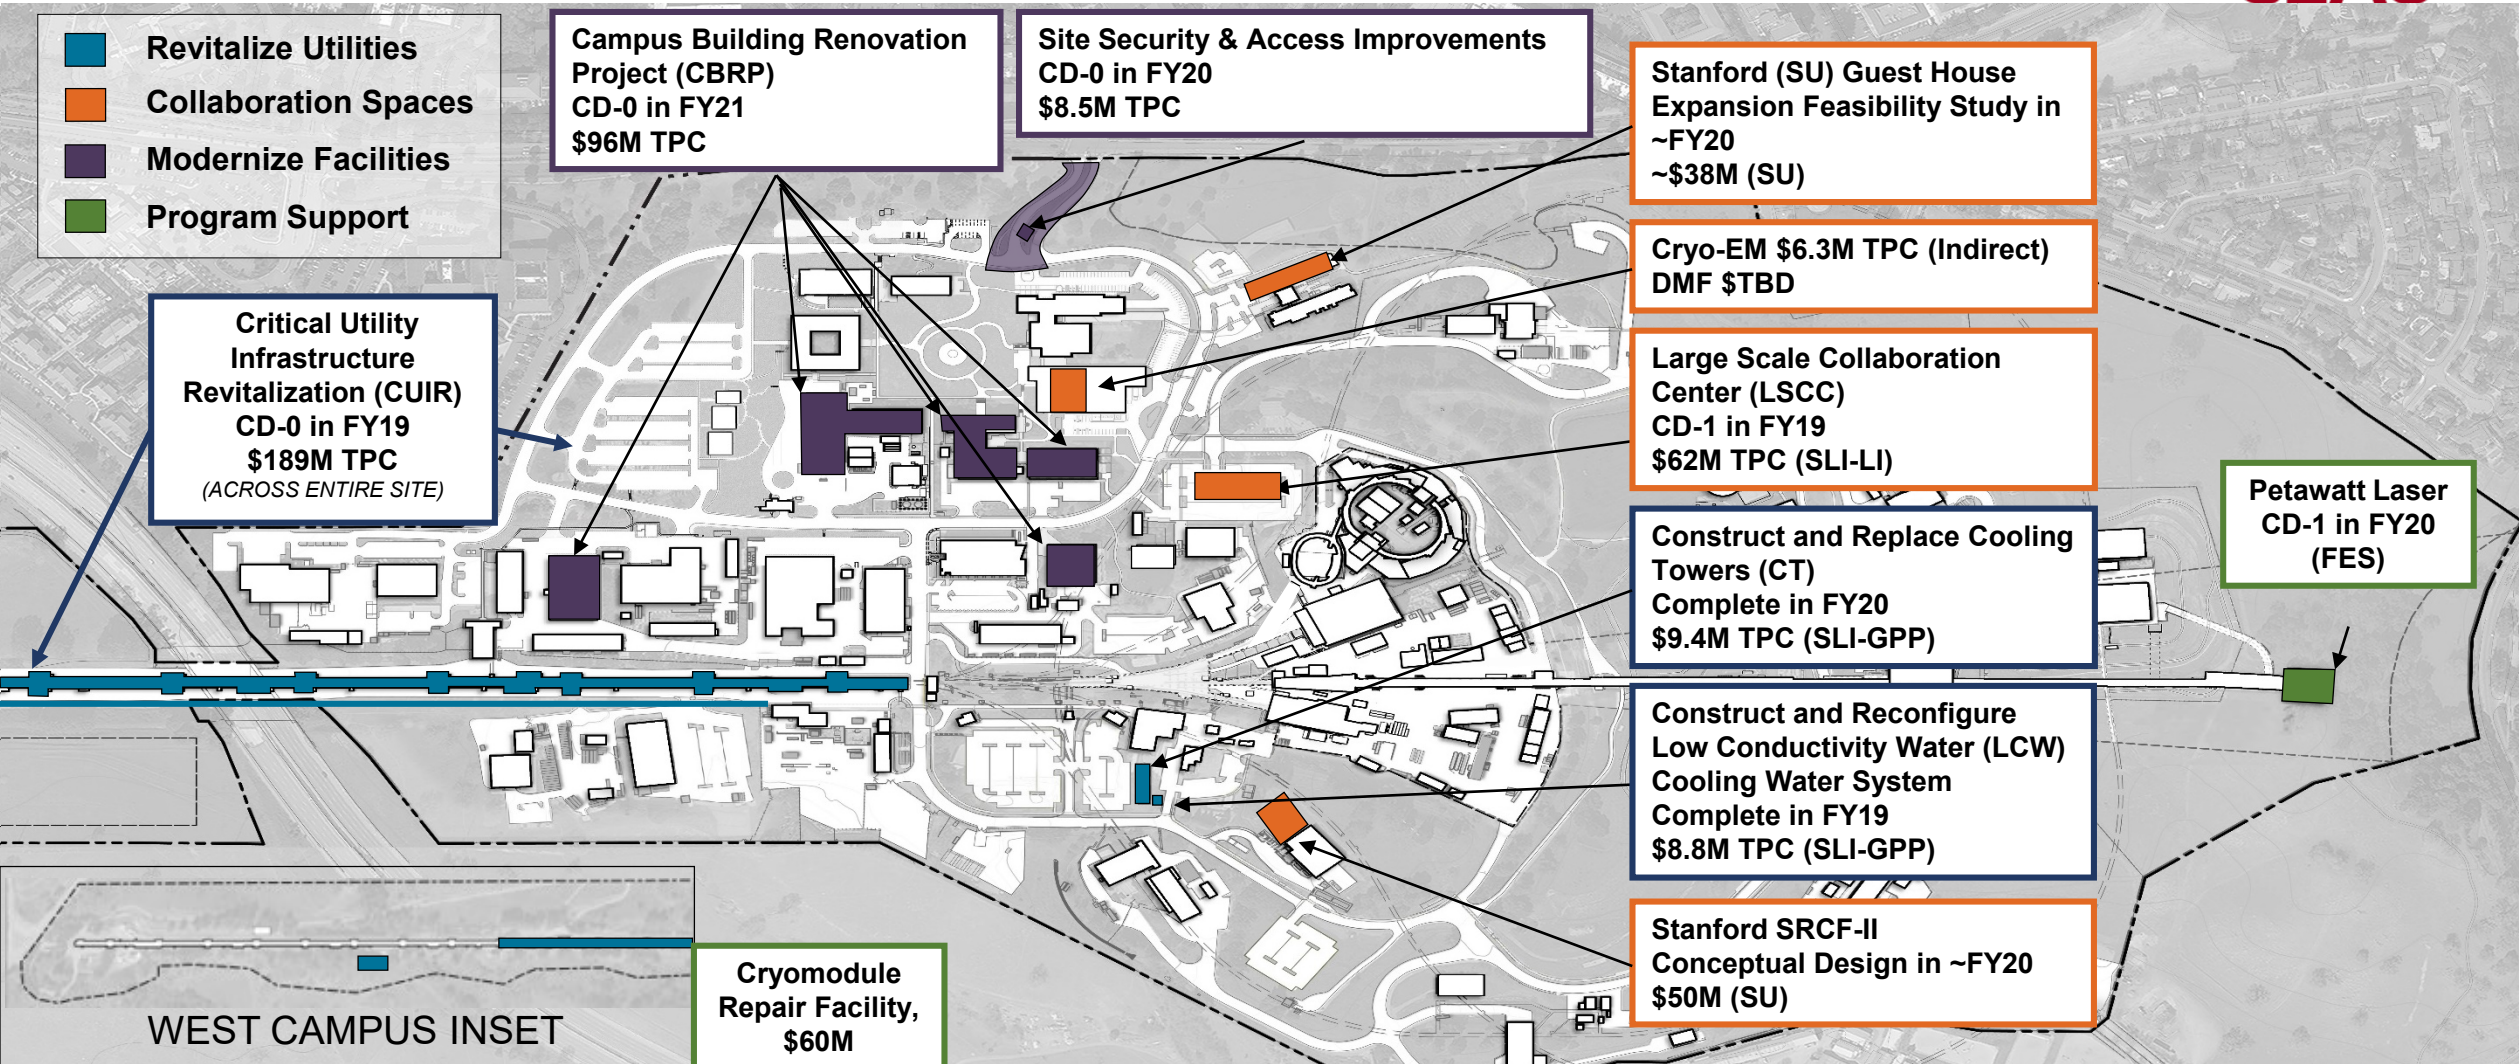 Revitalize Utilities
Collaboration Spaces
Modernize Facilities
Program Support
Campus Building Renovation
Project (CBRP)
CD-0 in FY21
$96M TPC
Site Security & Access Improvements
CD-0 in FY20
$8.5M TPC
Stanford (SU) Guest House
Expansion Feasibility Study in
~FY20
~$38M (SU)
Cryo-EM $6.3M TPC (Indirect)
DMF $TBD
Critical Utility
Infrastructure
Revitalization (CUIR)
CD-0 in FY19
$189M TPC
(ACROSS ENTIRE SITE)
Large Scale Collaboration
Center (LSCC)
CD-1 in FY19
$62M TPC (SLI-LI)
Petawatt Laser
CD-1 in FY20
(FES)
Construct and Replace Cooling
Towers (CT)
Complete in FY20
$9.4M TPC (SLI-GPP)
Construct and Reconfigure
Low Conductivity Water (LCW)
Cooling Water System
Complete in FY19
$8.8M TPC (SLI-GPP)
Stanford SRCF-II
Conceptual Design in ~FY20
$50M (SU)
Cryomodule
Repair Facility,
$60M
WEST CAMPUS INSET